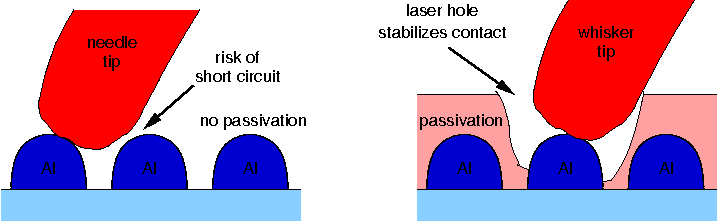 needle
tip
risk of
short circuit
no passivation
Al
Al
Al
laser hole
stabilizes contact
whisker
tip
passivation
Al
Al
Al